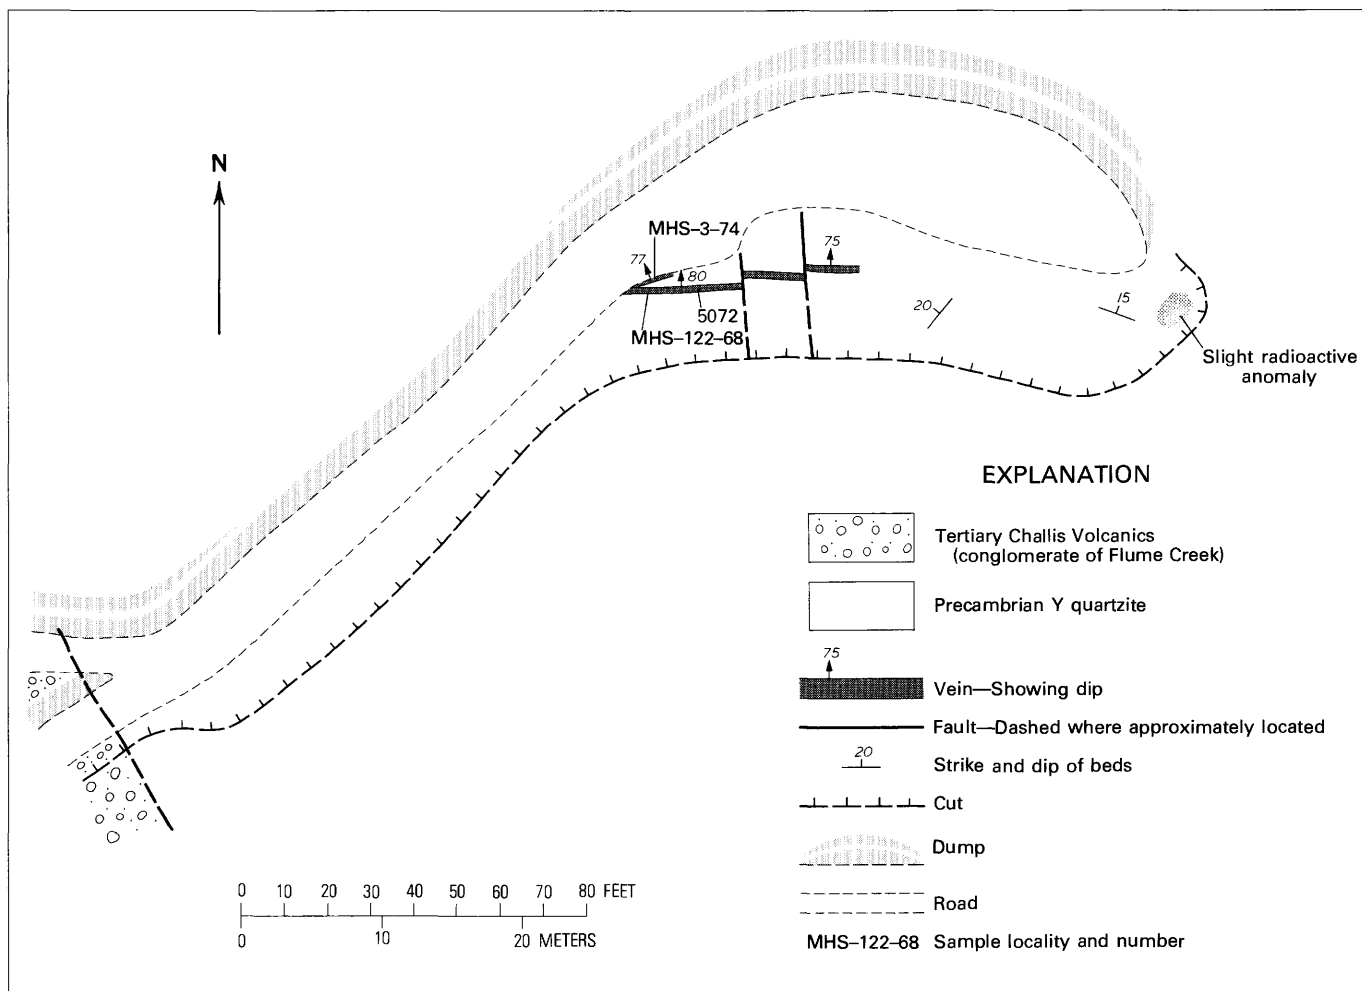 N
MHS–3–74
77
80
75
5072
MHS–122–68
20
15
Slight radioactive
anomaly
EXPLANATION
Tertiary Challis Volcanics
(conglomerate of Flume Creek)
Precambrian Y quartzite
75
Vein—Showing dip
Fault—Dashed where approximately located
20
Strike and dip of beds
Cut
Dump
Road
MHS–122–68 Sample locality and number
0 10 20 30 40 50 60 70 80 FEET
0 10 20 METERS